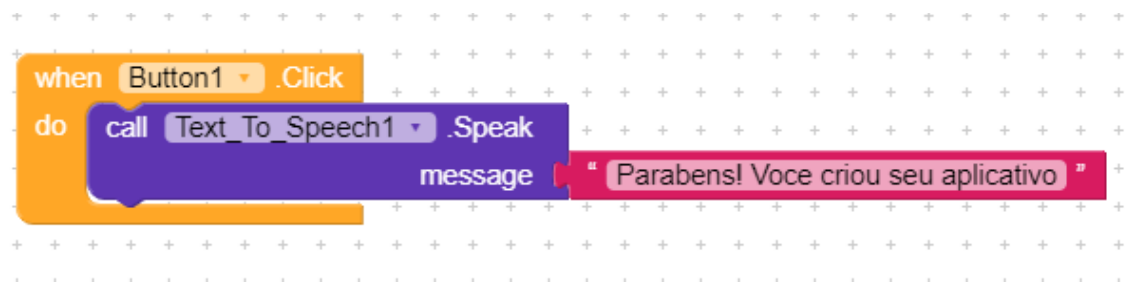 when Button1 .Click
do call Text_To_Speech1 .Speak
message " Parabens! Voce criou seu aplicativo "